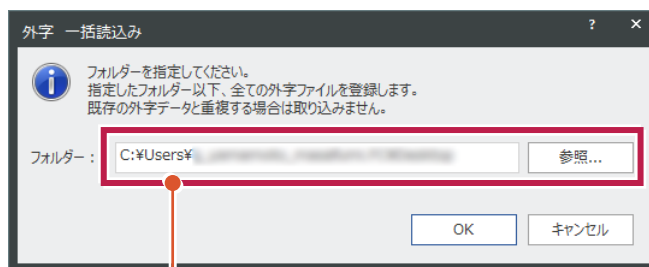 外字 一括読込み
? ×
フォルダーを指定してください。
指定したフォルダー以下、全ての外字ファイルを登録します。
既存の外字データと重複する場合は取り込みません。
フォルダー： C:¥Users¥ 参照...
OK キャンセル